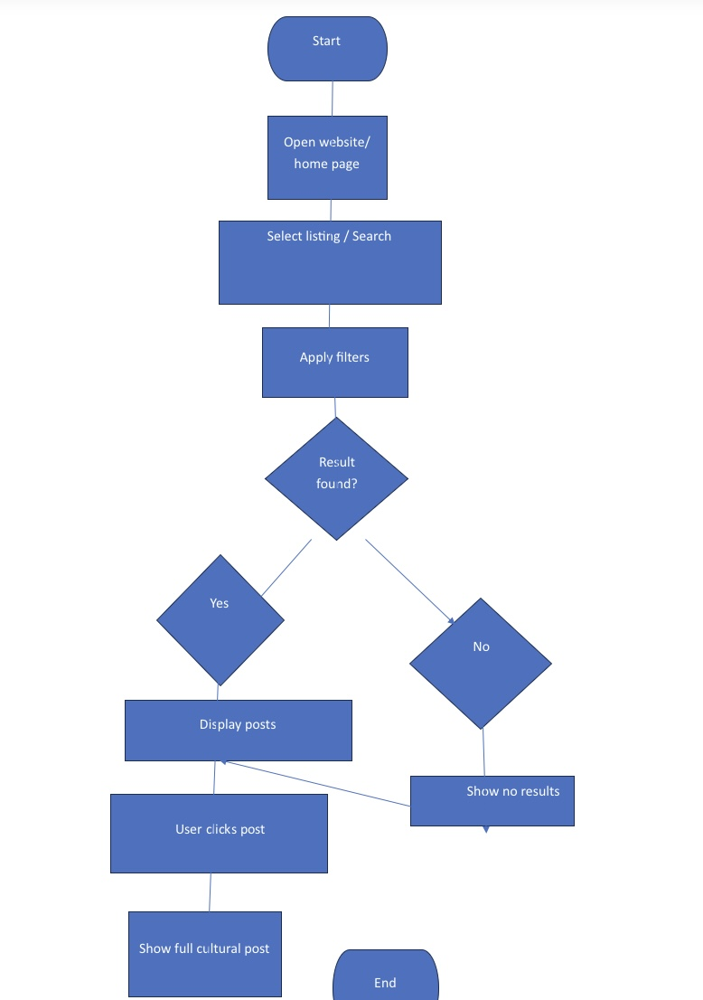 Start
Open website/
home page
Select listing / Search
Apply filters
Result
found?
Yes
No
Display posts
Show no results
User clicks post
Show full cultural post
End